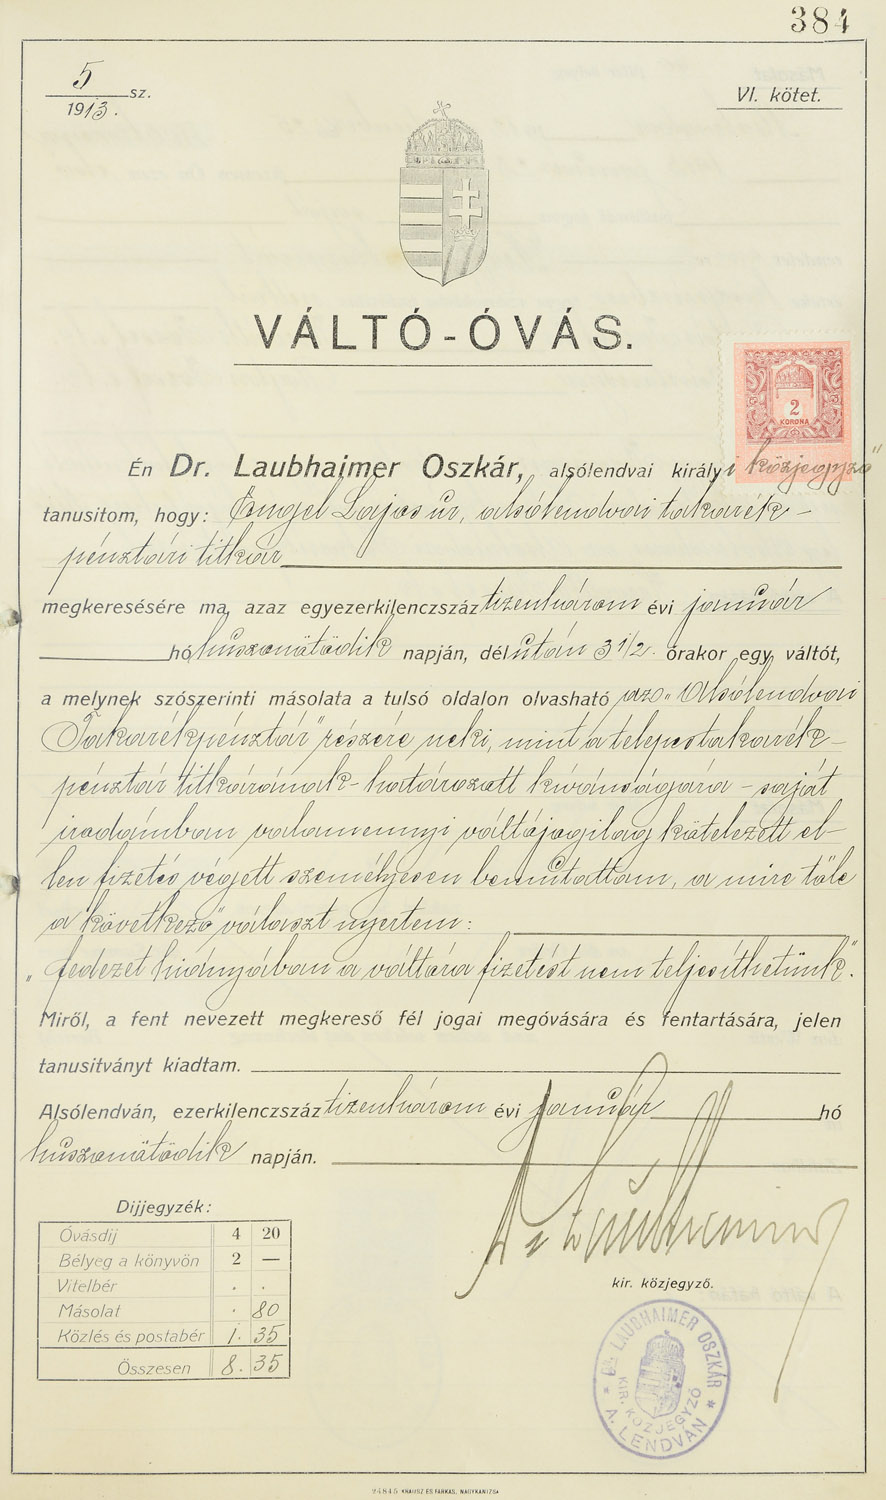 384
5 sz.
1913.
VI. kötet.
VÁLTÓ-ÓVÁS.
2
KORONA
Én Dr. Laubhaimer Oszkár, alsólendvai királyi közjegyző"
tanusitom, hogy: Engel Lajos úr, alsólendvai takarék-
pénztári titkár
megkeresésére ma, azaz egyezerkilenczszáz tizenhárom évi január
hó huszonötödik napján, délután 3 1/2. órakor egy váltót,
a melynek szószerinti másolata a tulsó oldalon olvasható az „Alsólendvai
Takarékpénztár" részére neki, mint a telepestakarék-
pénztár titkárának - határozott kívánságára - saját
irodámban valamennyi váltójogilag kötelezett el-
len fizetés végett személyesen bemutattam, a mire tőle
a következő választ nyertem:
„fedezet hiányában a váltóra fizetést nem teljesíthetünk".
Miről, a fent nevezett megkereső fél jogai megóvására és fentartására, jelen
tanusitványt kiadtam.
Alsólendván, ezerkilenczszáz tizenhárom évi január hó
huszonötödik napján.
Dijjegyzék:
Óvásdij 4 20
Bélyeg a könyvön 2 —
Vitelbér . .
Másolat . 80
Közlés és postabér 1. 35
Összesen 8. 35
kir. közjegyző.
Dr. LAUBHAIMER OSZKÁR
KIR. KÖZJEGYZŐ
* A. LENDVÁN *
24845 KRAUSZ ÉS FARKAS, NAGYKANIZSA